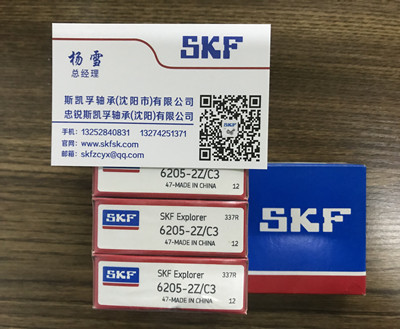 SKF
杨雪
总经理
斯凯孚轴承(沈阳市)有限公司
忠锐斯凯孚轴承(沈阳)有限公司
手机: 13252840831 13274251371
官网: www.skfsk.com
邮箱: skfzcyx@qq.com
6205-2Z/C3
47-MADE IN CHINA 12
SKF
SKF Explorer 337R
6205-2Z/C3
47-MADE IN CHINA 12
SKF
SKF Explorer 337R
6205-2Z/C3
47-MADE IN CHINA 12
SKF